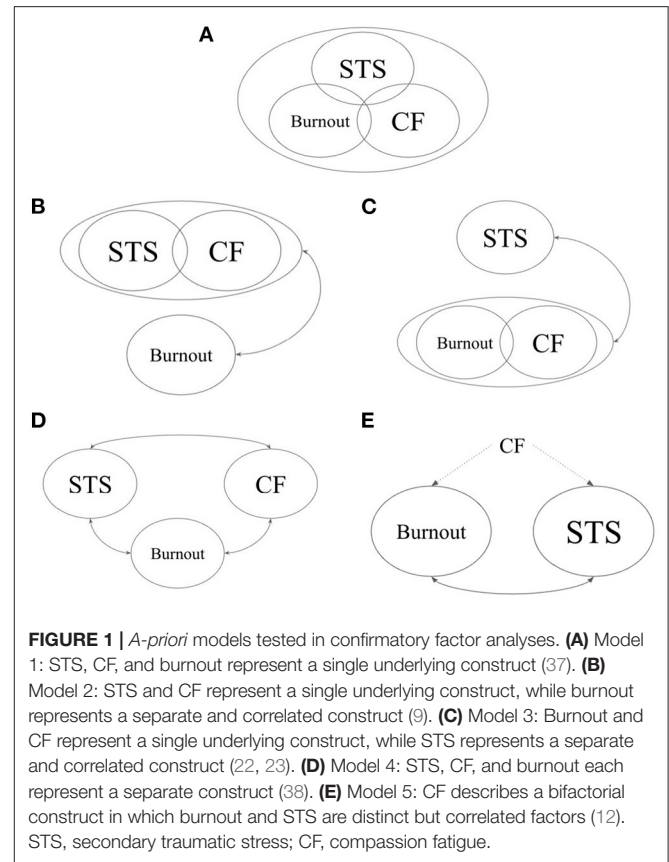 A
STS
Burnout CF
B
STS CF
Burnout
C
STS
Burnout CF
D
STS CF
Burnout
E
CF
Burnout STS
FIGURE 1 | A-priori models tested in confirmatory factor analyses. (A) Model
1: STS, CF, and burnout represent a single underlying construct (37). (B)
Model 2: STS and CF represent a single underlying construct, while burnout
represents a separate and correlated construct (9). (C) Model 3: Burnout and
CF represent a single underlying construct, while STS represents a separate
and correlated construct (22, 23). (D) Model 4: STS, CF, and burnout each
represent a separate construct (38). (E) Model 5: CF describes a bifactorial
construct in which burnout and STS are distinct but correlated factors (12).
STS, secondary traumatic stress; CF, compassion fatigue.